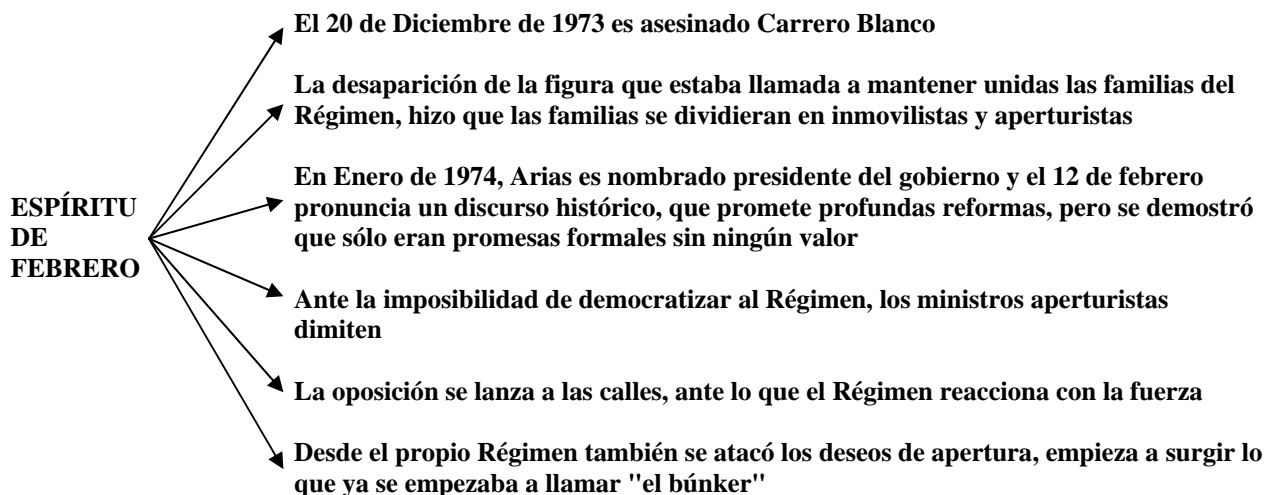 El 20 de Diciembre de 1973 es asesinado Carrero Blanco
La desaparición de la figura que estaba llamada a mantener unidas las familias del
Régimen, hizo que las familias se dividieran en inmovilistas y aperturistas
En Enero de 1974, Arias es nombrado presidente del gobierno y el 12 de febrero
pronuncia un discurso histórico, que promete profundas reformas, pero se demostró
que sólo eran promesas formales sin ningún valor
ESPÍRITU
DE
FEBRERO
Ante la imposibilidad de democratizar al Régimen, los ministros aperturistas
dimiten
La oposición se lanza a las calles, ante lo que el Régimen reacciona con la fuerza
Desde el propio Régimen también se atacó los deseos de apertura, empieza a surgir lo
que ya se empezaba a llamar "el búnker"